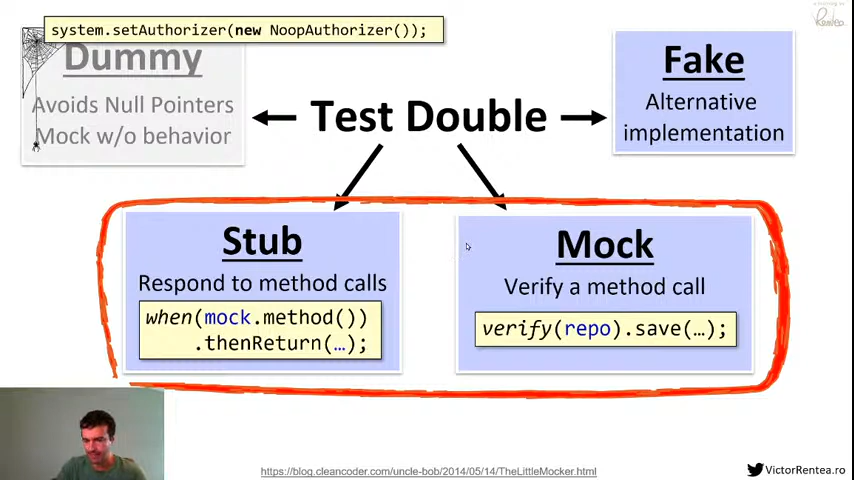 system.setAuthorizer(new NoopAuthorizer());
Dummy
Avoids Null Pointers
Mock w/o behavior
Test Double
Fake
Alternative
implementation
Stub
Respond to method calls
when(mock.method())
.thenReturn(…);
Mock
Verify a method call
verify(repo).save(…);
https://blog.cleancoder.com/uncle-bob/2014/05/14/TheLittleMocker.html
VictorRentea.ro